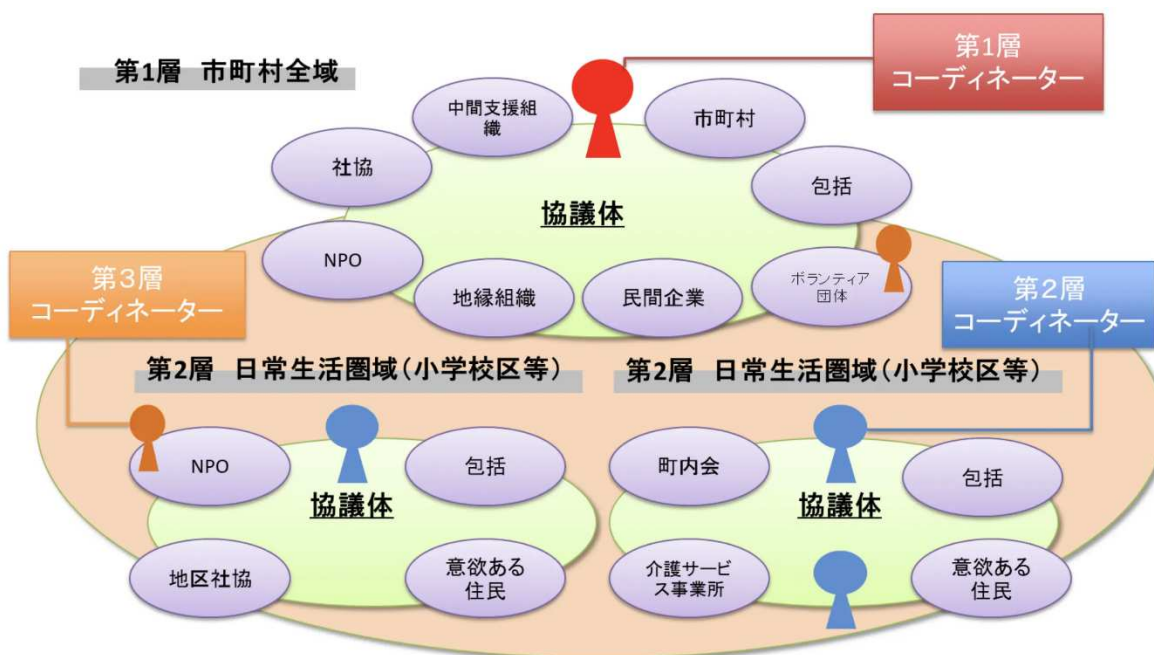 第1層 市町村全域
第1層
コーディネーター
中間支援組
織
市町村
社協
包括
協議体
NPO
ボランティア
団体
地縁組織
民間企業
第3層
コーディネーター
第2層
コーディネーター
第2層 日常生活圏域(小学校区等)
第2層 日常生活圏域(小学校区等)
NPO
包括
協議体
地区社協
意欲ある
住民
町内会
包括
協議体
介護サービ
ス事業所
意欲ある
住民